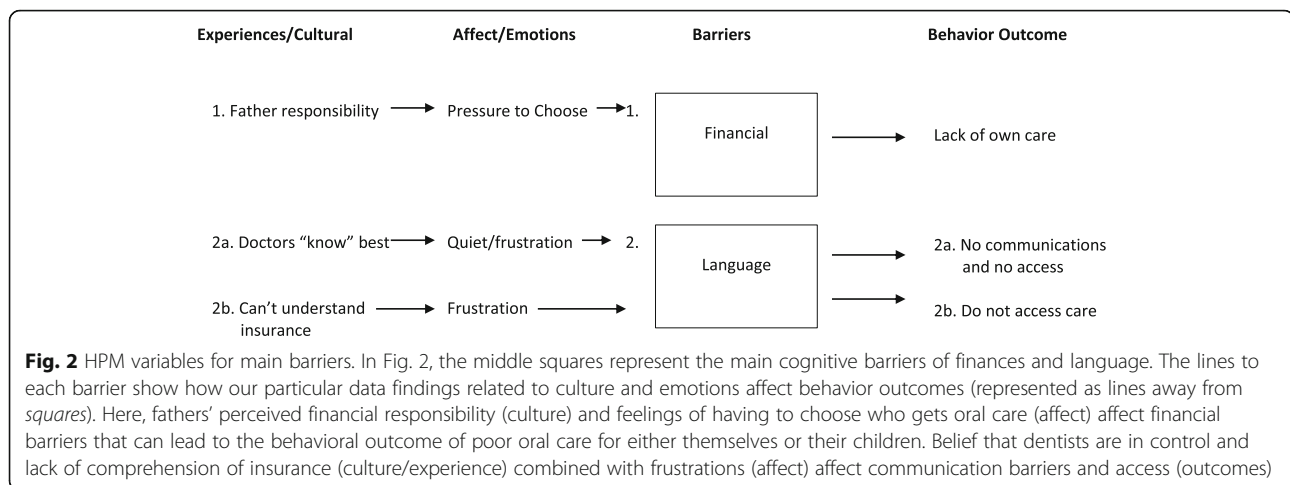 Experiences/Cultural Affect/Emotions Barriers Behavior Outcome
1. Father responsibility Pressure to Choose 1. Financial Lack of own care
2a. Doctors “know” best Quiet/frustration 2. Language 2a. No communications
and no access
2b. Can’t understand Frustration 2b. Do not access care
insurance
Fig. 2 HPM variables for main barriers. In Fig. 2, the middle squares represent the main cognitive barriers of finances and language. The lines to
each barrier show how our particular data findings related to culture and emotions affect behavior outcomes (represented as lines away from
squares). Here, fathers’ perceived financial responsibility (culture) and feelings of having to choose who gets oral care (affect) affect financial
barriers that can lead to the behavioral outcome of poor oral care for either themselves or their children. Belief that dentists are in control and
lack of comprehension of insurance (culture/experience) combined with frustrations (affect) affect communication barriers and access (outcomes)